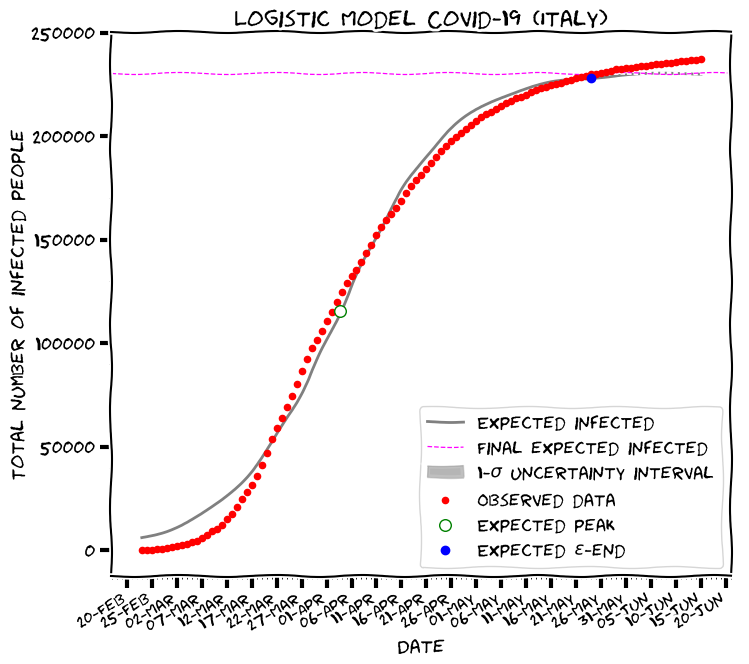 LOGISTIC MODEL COVID-19 (ITALY)
250000
200000
150000
100000
50000
0
TOTAL NUMBER OF INFECTED PEOPLE
EXPECTED INFECTED
FINAL EXPECTED INFECTED
1-σ UNCERTAINTY INTERVAL
OBSERVED DATA
EXPECTED PEAK
EXPECTED Ɛ-END
20-FEB
25-FEB
02-MAR
07-MAR
12-MAR
17-MAR
22-MAR
27-MAR
01-APR
06-APR
11-APR
16-APR
21-APR
26-APR
01-MAY
06-MAY
11-MAY
16-MAY
21-MAY
26-MAY
31-MAY
05-JUN
10-JUN
15-JUN
20-JUN
DATE